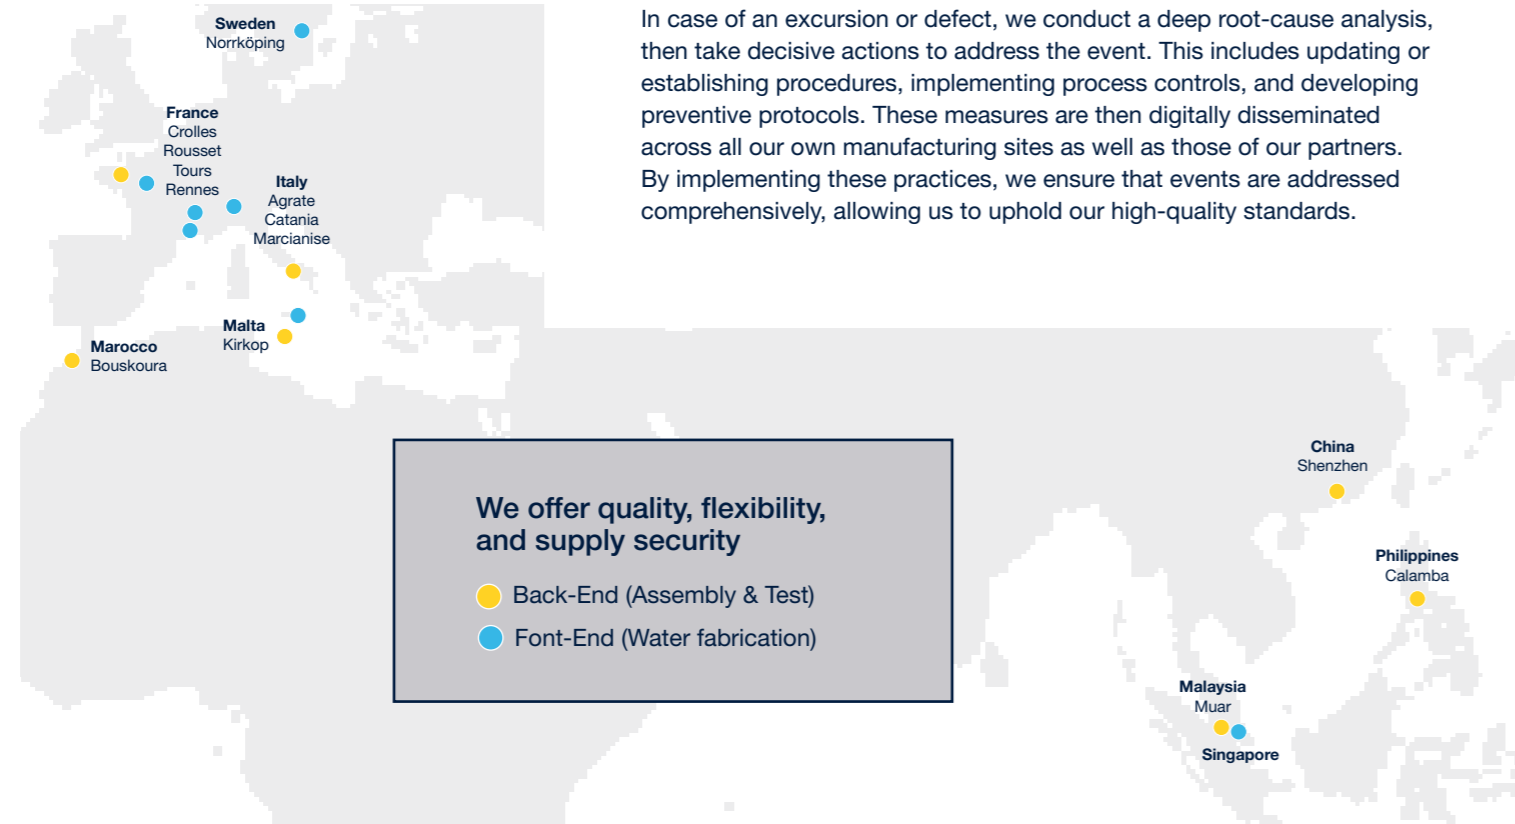 In case of an excursion or defect, we conduct a deep root-cause analysis,
then take decisive actions to address the event. This includes updating or
establishing procedures, implementing process controls, and developing
preventive protocols. These measures are then digitally disseminated
across all our own manufacturing sites as well as those of our partners.
By implementing these practices, we ensure that events are addressed
comprehensively, allowing us to uphold our high-quality standards.
Sweden
Norrköping
France
Crolles
Rousset
Tours
Rennes
Italy
Agrate
Catania
Marcianise
Malta
Kirkop
Marocco
Bouskoura
We offer quality, flexibility,
and supply security
Back-End (Assembly & Test)
Font-End (Water fabrication)
China
Shenzhen
Philippines
Calamba
Malaysia
Muar
Singapore